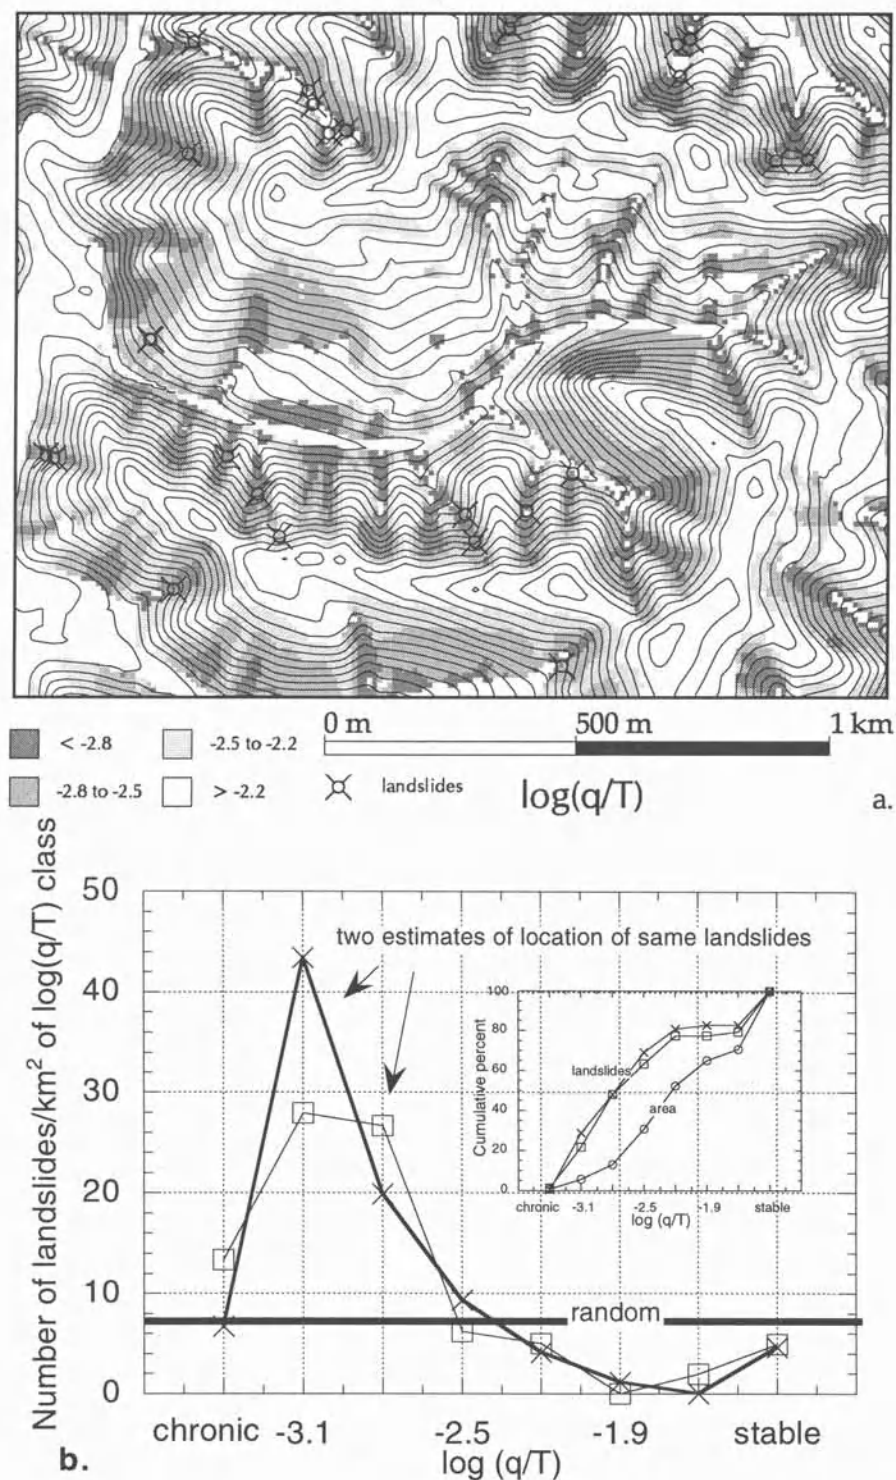 0 m 500 m 1 km
< -2.8 -2.5 to -2.2
-2.8 to -2.5 > -2.2 landslides log(q/T) a.
Number of landslides/km² of log(q/T) class
50
40
30
20
10
0
two estimates of location of same landslides
random
Cumulative percent
100
80
60
40
20
0
landslides
area
chronic -3.1 -2.5 -1.9 stable
log (q/T)
chronic -3.1 -2.5 -1.9 stable
b. log (q/T)